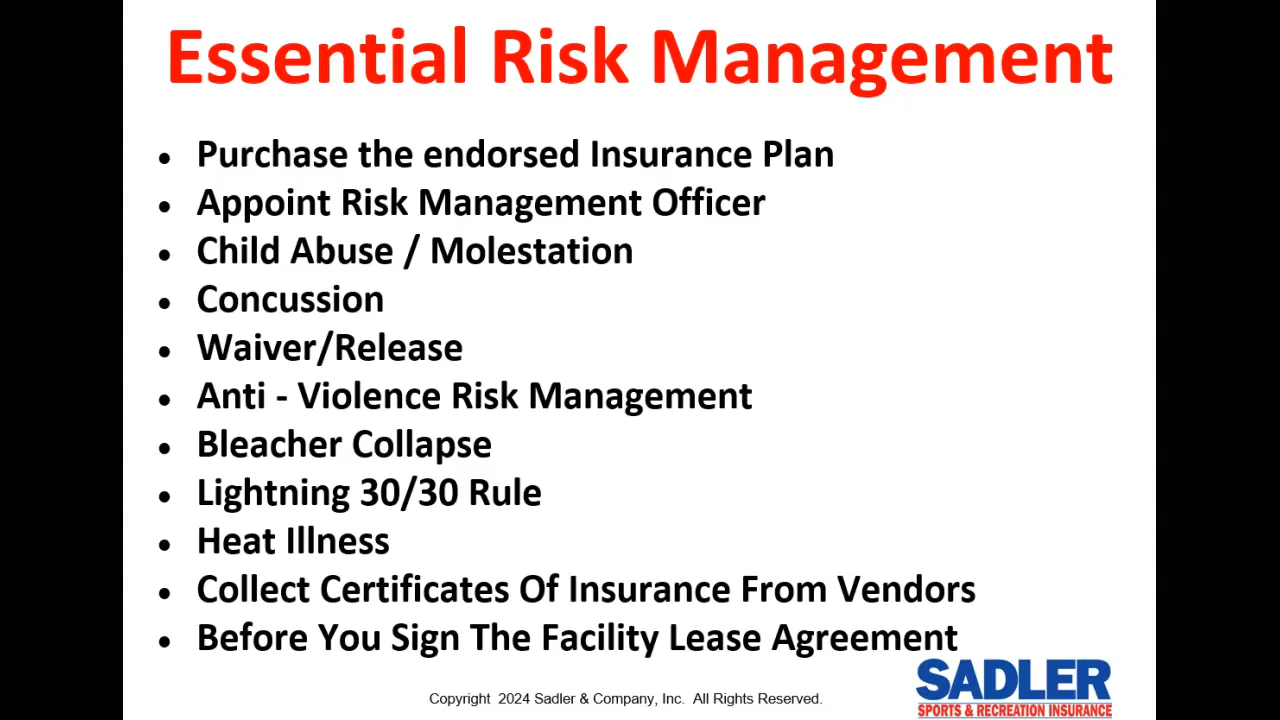 Essential Risk Management
• Purchase the endorsed Insurance Plan
• Appoint Risk Management Officer
• Child Abuse / Molestation
• Concussion
• Waiver/Release
• Anti - Violence Risk Management
• Bleacher Collapse
• Lightning 30/30 Rule
• Heat Illness
• Collect Certificates Of Insurance From Vendors
• Before You Sign The Facility Lease Agreement
SADLER
SPORTS & RECREATION INSURANCE
Copyright 2024 Sadler & Company, Inc. All Rights Reserved.